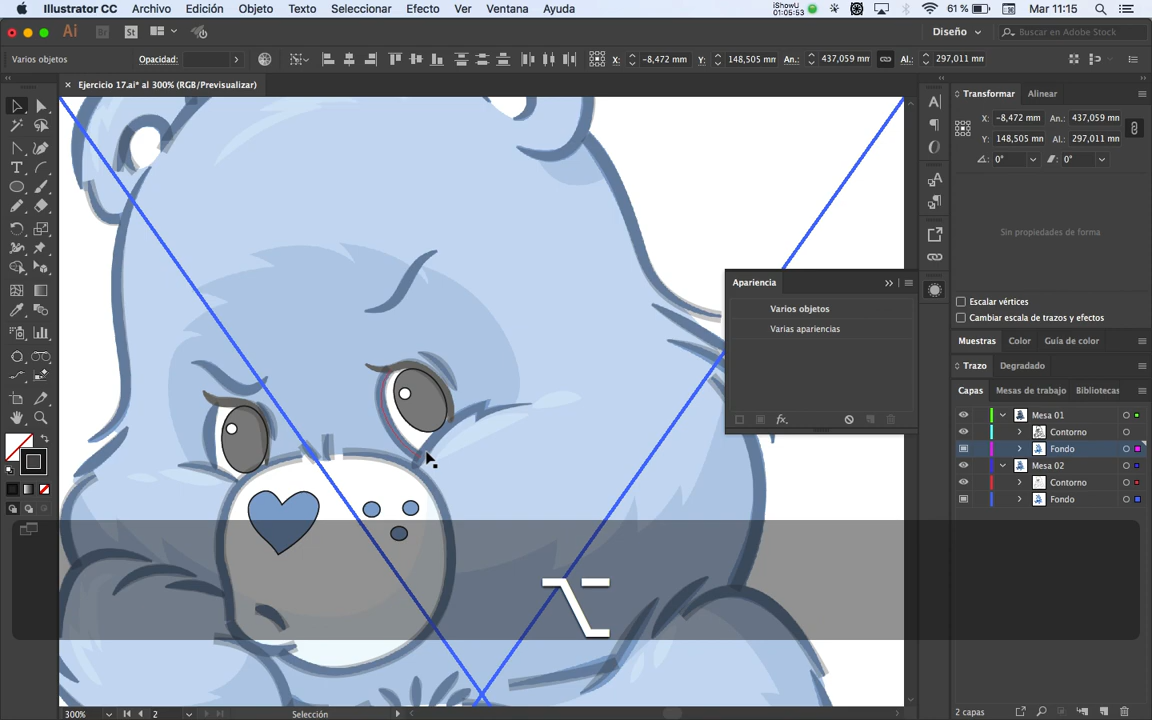 Illustrator CC Archivo Edición Objeto Texto Seleccionar Efecto Ver Ventana Ayuda iShowU 01:05:53 61 % Mar 11:15
Ai Br St Diseño Buscar en Adobe Stock
Varios objetos Opacidad: X: -8,472 mm Y: 148,505 mm An.: 437,059 mm Al.: 297,011 mm
× Ejercicio 17.ai* al 300% (RGB/Previsualizar)
Transformar Alinear
X: -8,472 mm An.: 437,059 mm
Y: 148,505 mm Al.: 297,011 mm
0° 0°
Sin propiedades de forma
Apariencia
Varios objetos
Varias apariencias
fx
Escalar vértices
Cambiar escala de trazos y efectos
Muestras Color Guía de color
Trazo Degradado
Capas Mesas de trabajo Bibliotecas
Mesa 01
Contorno
Fondo
Mesa 02
Contorno
Fondo
⌥
300% 2 Selección 2 capas